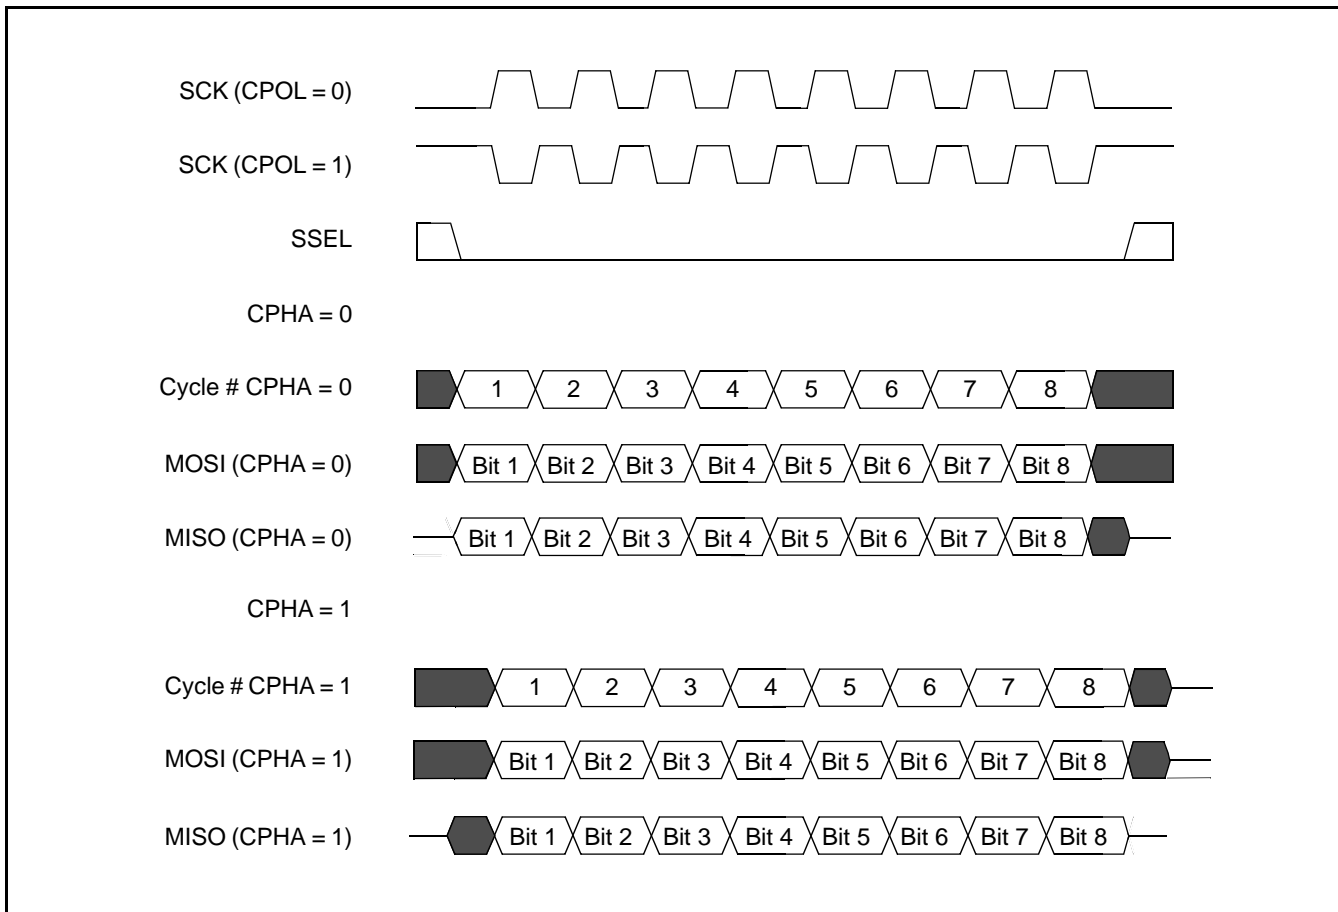 SCK (CPOL = 0)
SCK (CPOL = 1)
SSEL
CPHA = 0
Cycle # CPHA = 0 1 2 3 4 5 6 7 8
MOSI (CPHA = 0) Bit 1 Bit 2 Bit 3 Bit 4 Bit 5 Bit 6 Bit 7 Bit 8
MISO (CPHA = 0) Bit 1 Bit 2 Bit 3 Bit 4 Bit 5 Bit 6 Bit 7 Bit 8
CPHA = 1
Cycle # CPHA = 1 1 2 3 4 5 6 7 8
MOSI (CPHA = 1) Bit 1 Bit 2 Bit 3 Bit 4 Bit 5 Bit 6 Bit 7 Bit 8
MISO (CPHA = 1) Bit 1 Bit 2 Bit 3 Bit 4 Bit 5 Bit 6 Bit 7 Bit 8